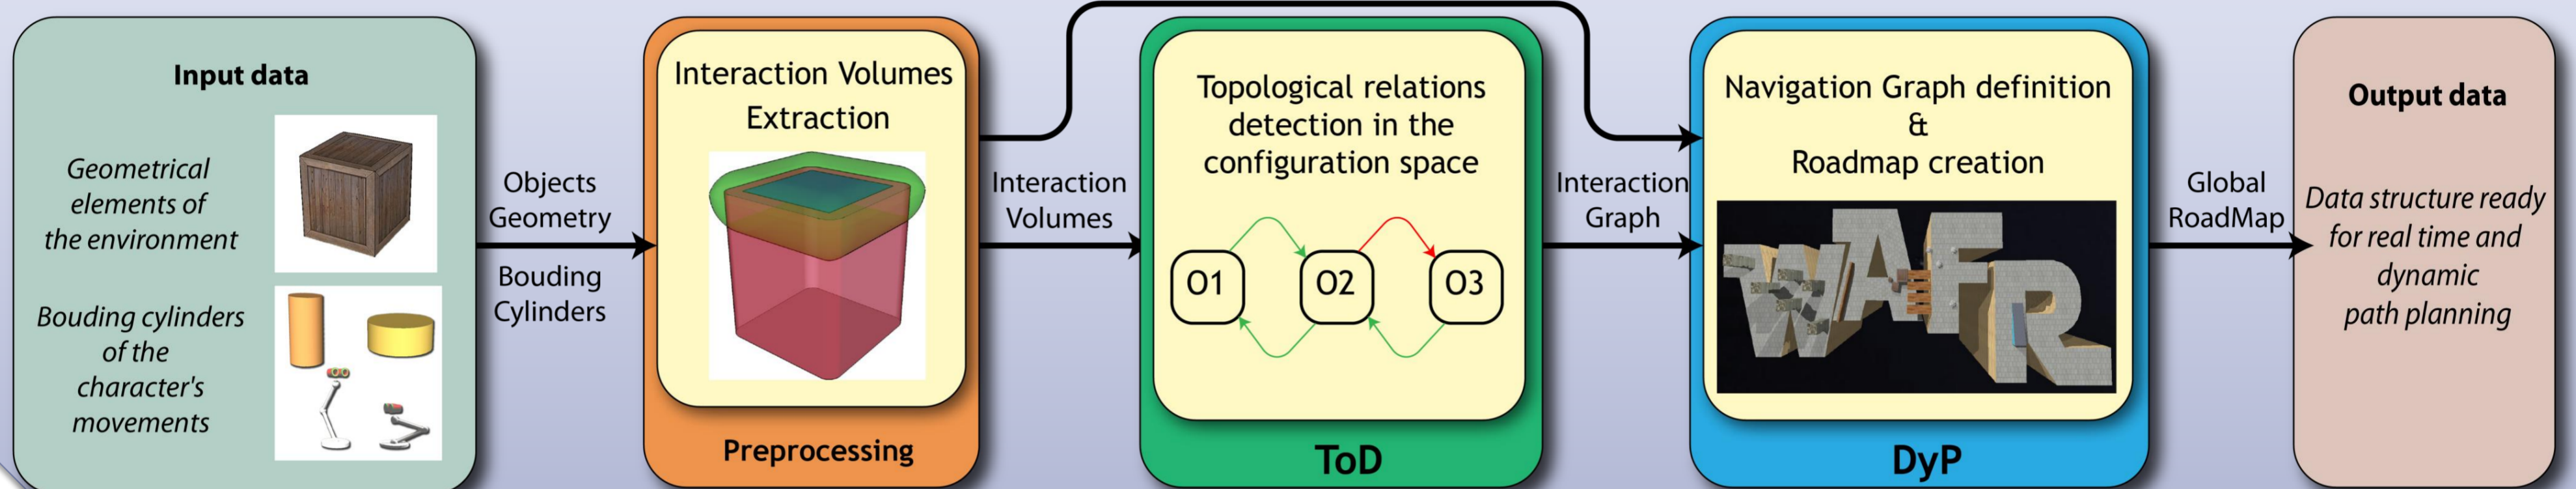 Input data
Geometrical
elements of
the environment
Bouding cylinders
of the
character's
movements
Objects
Geometry
Bouding
Cylinders
Interaction Volumes
Extraction
Preprocessing
Interaction
Volumes
Topological relations
detection in the
configuration space
O1
O2
O3
ToD
Interaction
Graph
Navigation Graph definition
&
Roadmap creation
WAFR
DyP
Global
RoadMap
Output data
Data structure ready
for real time and
dynamic
path planning